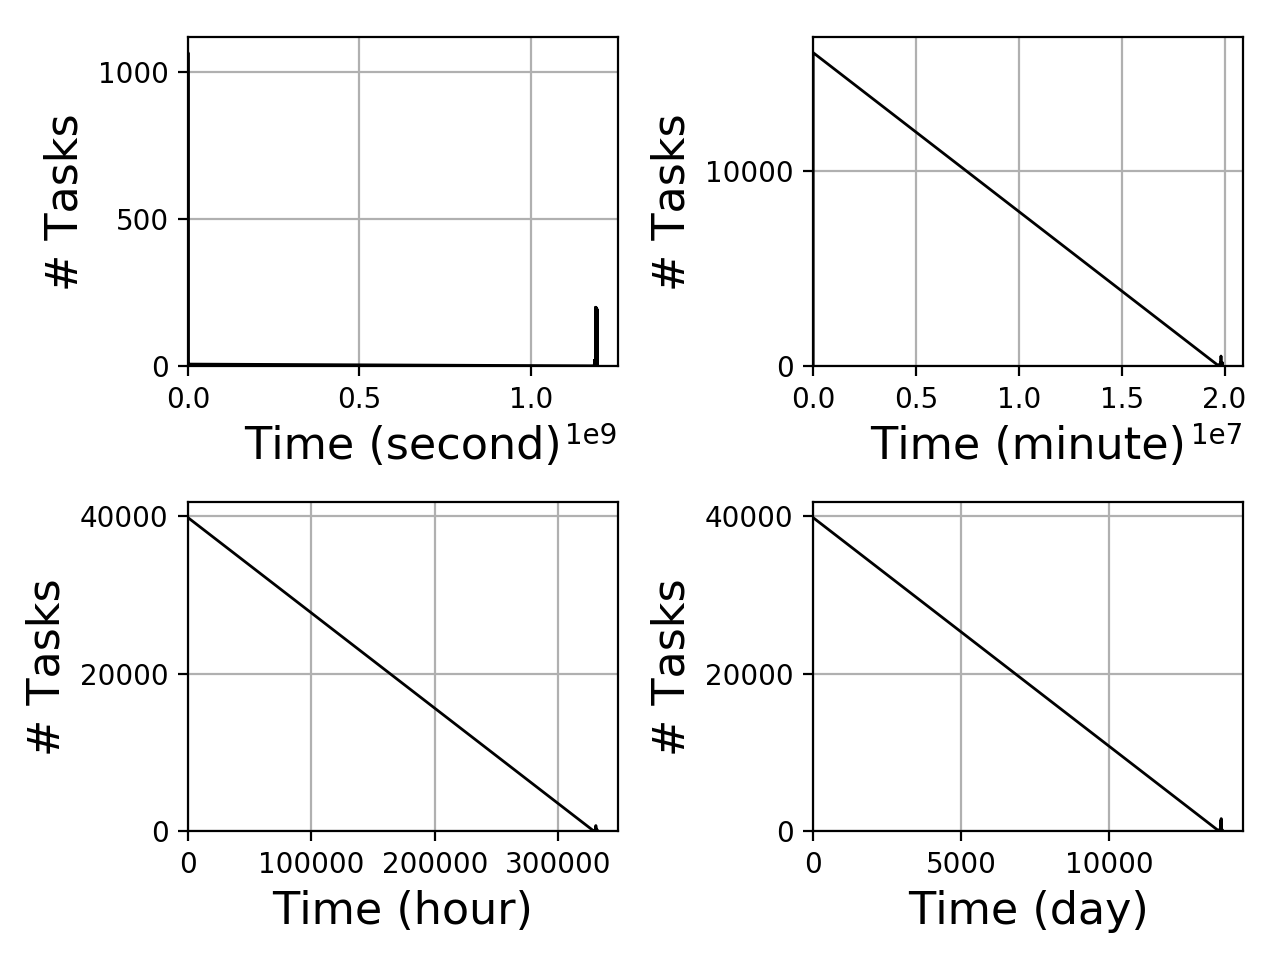 # Tasks
1000
500
0
0.0 0.5 1.0
Time (second) 1e9
# Tasks
10000
0
0.0 0.5 1.0 1.5 2.0
Time (minute) 1e7
# Tasks
40000
20000
0
0 100000 200000 300000
Time (hour)
# Tasks
40000
20000
0
0 5000 10000
Time (day)